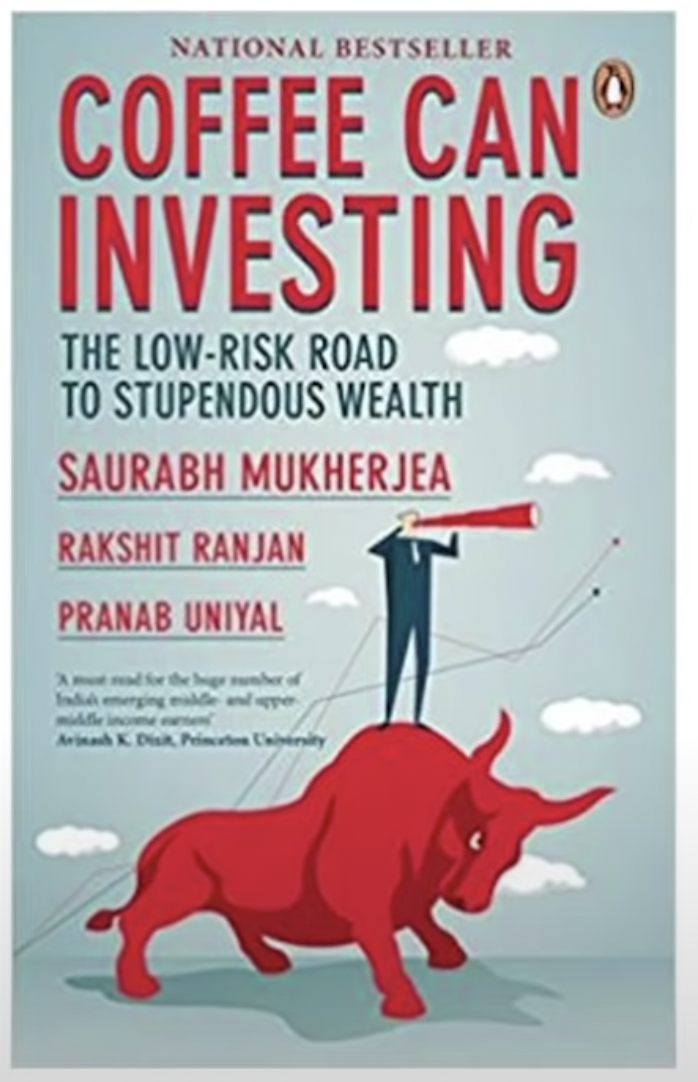 NATIONAL BESTSELLER
COFFEE CAN
INVESTING
THE LOW-RISK ROAD
TO STUPENDOUS WEALTH
SAURABH MUKHERJEA
RAKSHIT RANJAN
PRANAB UNIYAL
'A must-read for the huge number of
India's emerging middle- and upper-
middle income earners'
Avinash K. Dixit, Princeton University